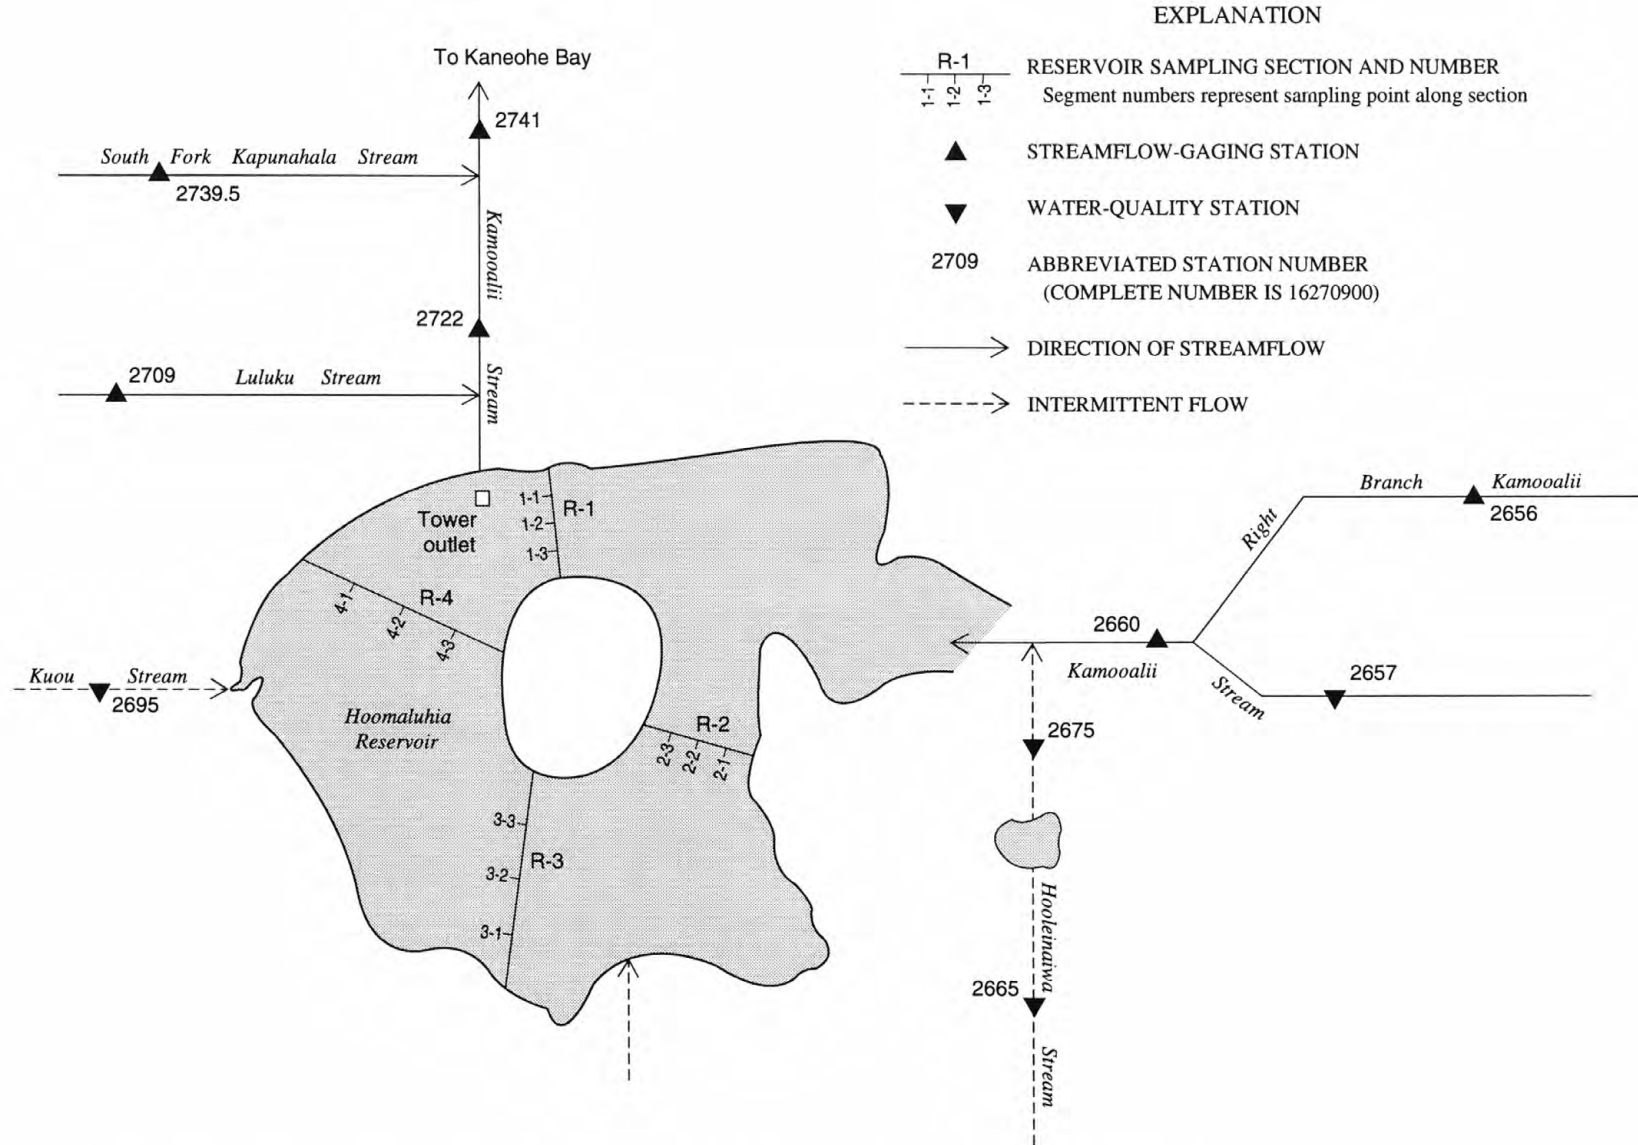 EXPLANATION
R-1
1-1
1-2
1-3
RESERVOIR SAMPLING SECTION AND NUMBER
Segment numbers represent sampling point along section
STREAMFLOW-GAGING STATION
WATER-QUALITY STATION
2709
ABBREVIATED STATION NUMBER
(COMPLETE NUMBER IS 16270900)
DIRECTION OF STREAMFLOW
INTERMITTENT FLOW
To Kaneohe Bay
2741
South Fork Kapunahala Stream
2739.5
Kamooalii
2722
2709
Luluku Stream
Stream
Tower
outlet
1-1
1-2
1-3
R-1
R-4
4-1
4-2
4-3
Kuou Stream
2695
Hoomaluhia
Reservoir
R-2
2-3
2-2
2-1
3-3
R-3
3-2
3-1
Branch Kamooalii
2656
Right
2660
Kamooalii
Stream
2657
2675
Hooleinaiwa
2665
Stream